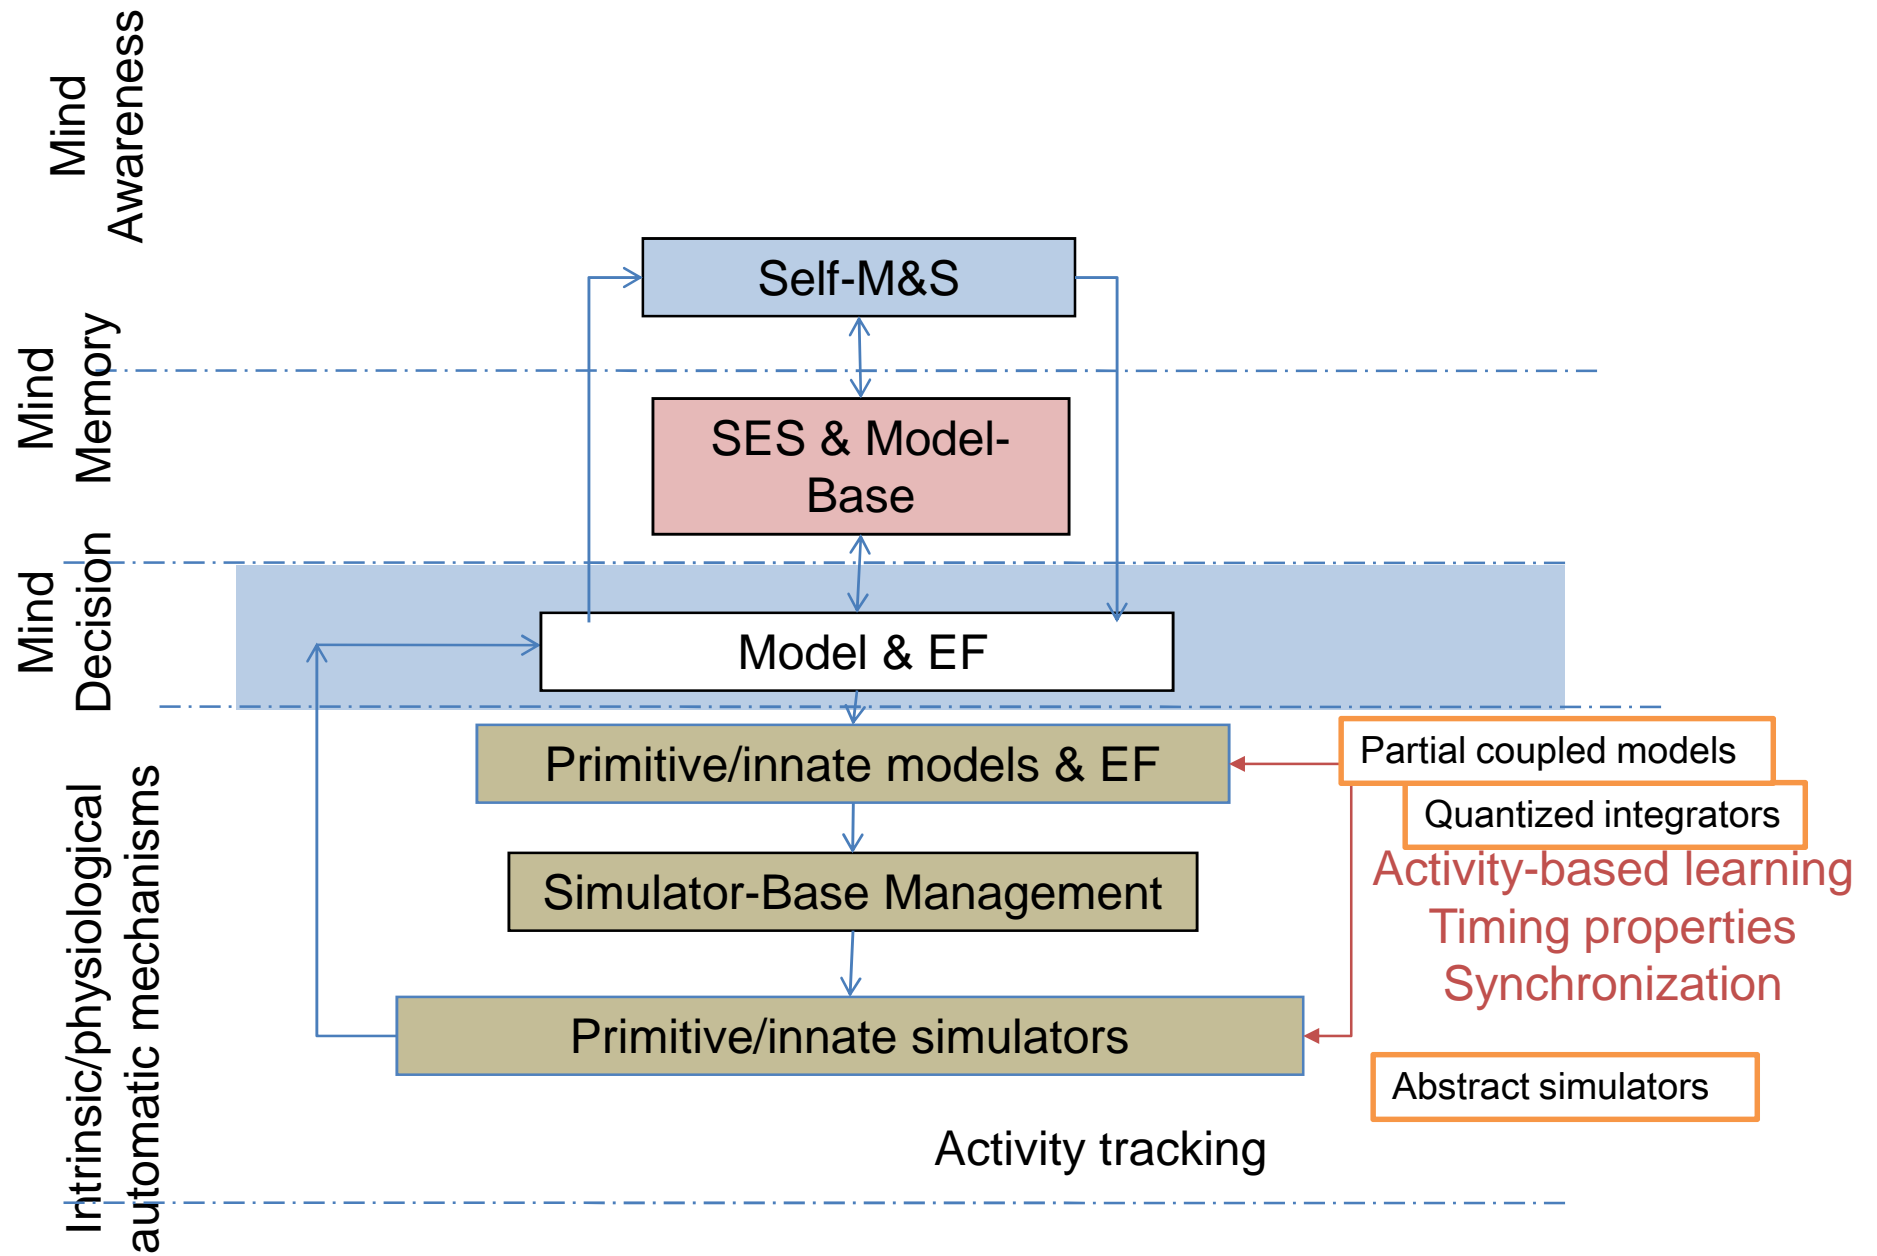 Mind
Awareness
Self-M&S
Mind
Memory
SES & Model-
Base
Mind
Decision
Model & EF
Intrinsic/physiological
automatic mechanisms
Primitive/innate models & EF
Partial coupled models
Quantized integrators
Simulator-Base Management
Activity-based learning
Timing properties
Synchronization
Primitive/innate simulators
Abstract simulators
Activity tracking